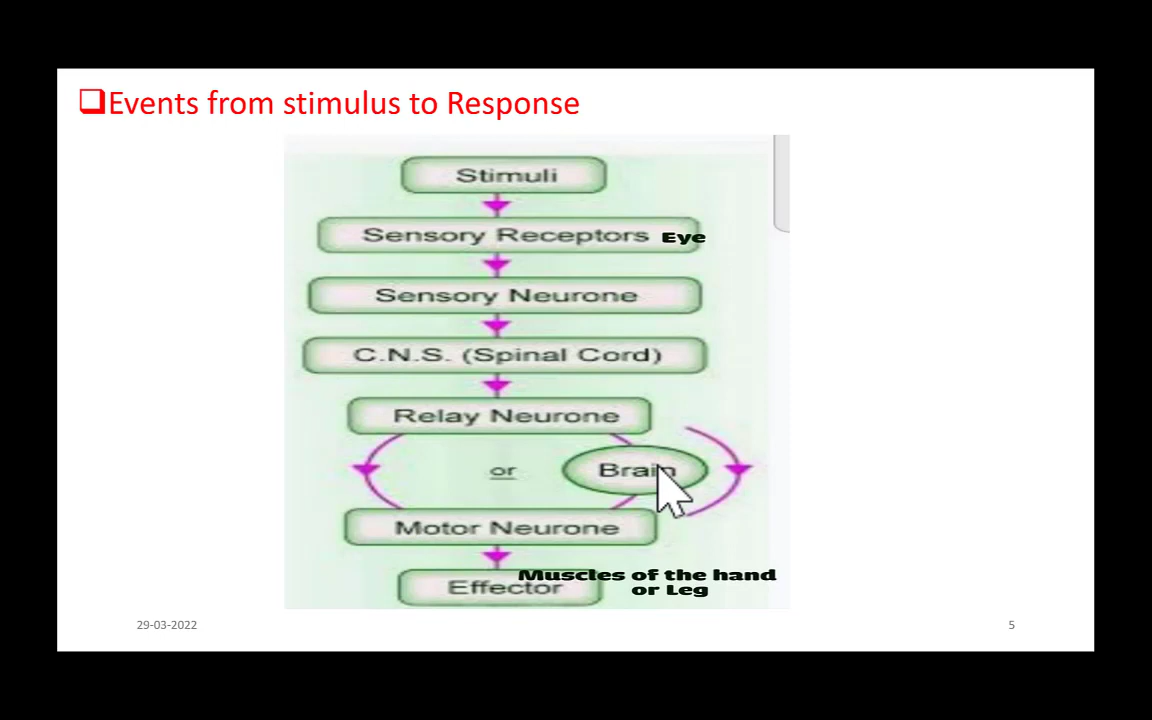 Events from stimulus to Response
Stimuli
Sensory Receptors Eye
Sensory Neurone
C.N.S. (Spinal Cord)
Relay Neurone
or Brain
Motor Neurone
Effector Muscles of the hand
or Leg
29-03-2022 5